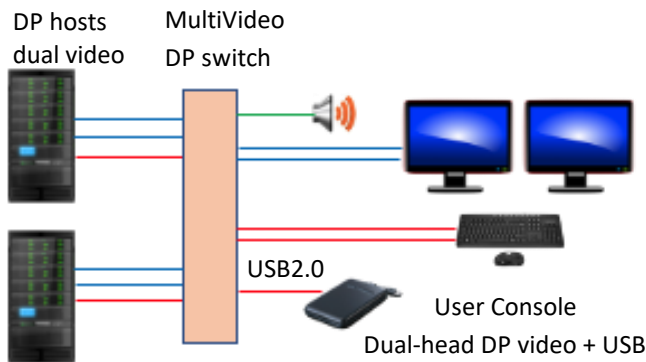 DP hosts
dual video
MultiVideo
DP switch
USB2.0
User Console
Dual-head DP video + USB